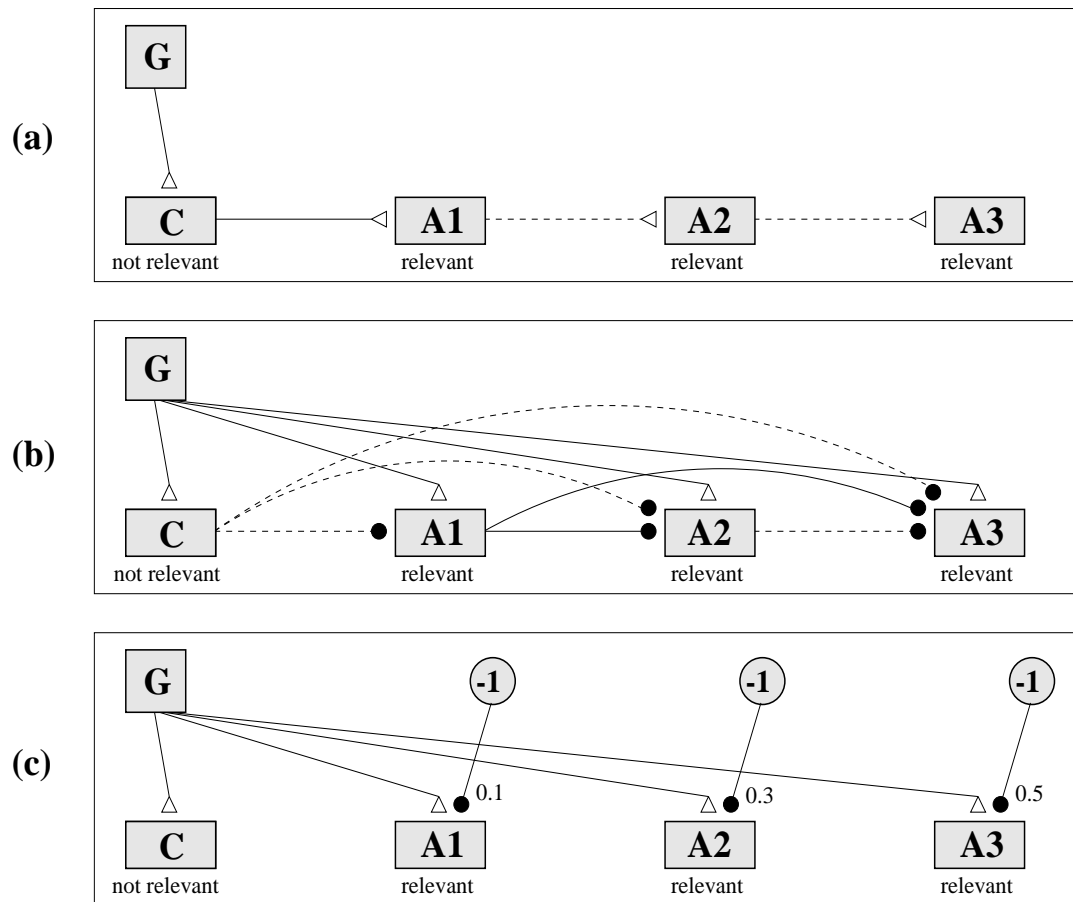 (a)
G
C A1 A2 A3
not relevant relevant relevant relevant
(b)
G
C A1 A2 A3
not relevant relevant relevant relevant
(c)
G -1 -1 -1
0.1 0.3 0.5
C A1 A2 A3
not relevant relevant relevant relevant